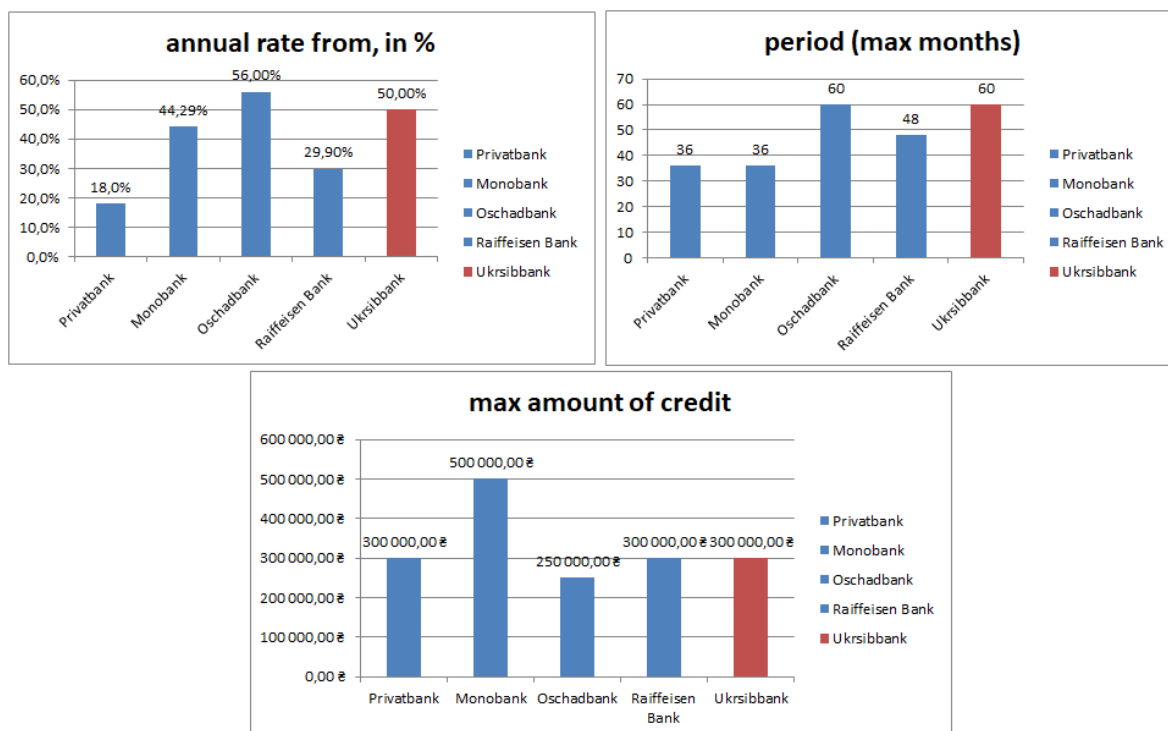 annual rate from, in %
60,0%
50,0%
40,0%
30,0%
20,0%
10,0%
0,0%
18,0%
44,29%
56,00%
29,90%
50,00%
Privatbank
Monobank
Oschadbank
Raiffeisen Bank
Ukrsibbank
Privatbank
Monobank
Oschadbank
Raiffeisen Bank
Ukrsibbank
period (max months)
70
60
50
40
30
20
10
0
36
36
60
48
60
Privatbank
Monobank
Oschadbank
Raiffeisen Bank
Ukrsibbank
Privatbank
Monobank
Oschadbank
Raiffeisen Bank
Ukrsibbank
max amount of credit
600 000,00 ₴
500 000,00 ₴
400 000,00 ₴
300 000,00 ₴
200 000,00 ₴
100 000,00 ₴
0,00 ₴
300 000,00 ₴
500 000,00 ₴
250 000,00 ₴
300 000,00 ₴
300 000,00 ₴
Privatbank
Monobank
Oschadbank
Raiffeisen
Bank
Ukrsibbank
Privatbank
Monobank
Oschadbank
Raiffeisen Bank
Ukrsibbank